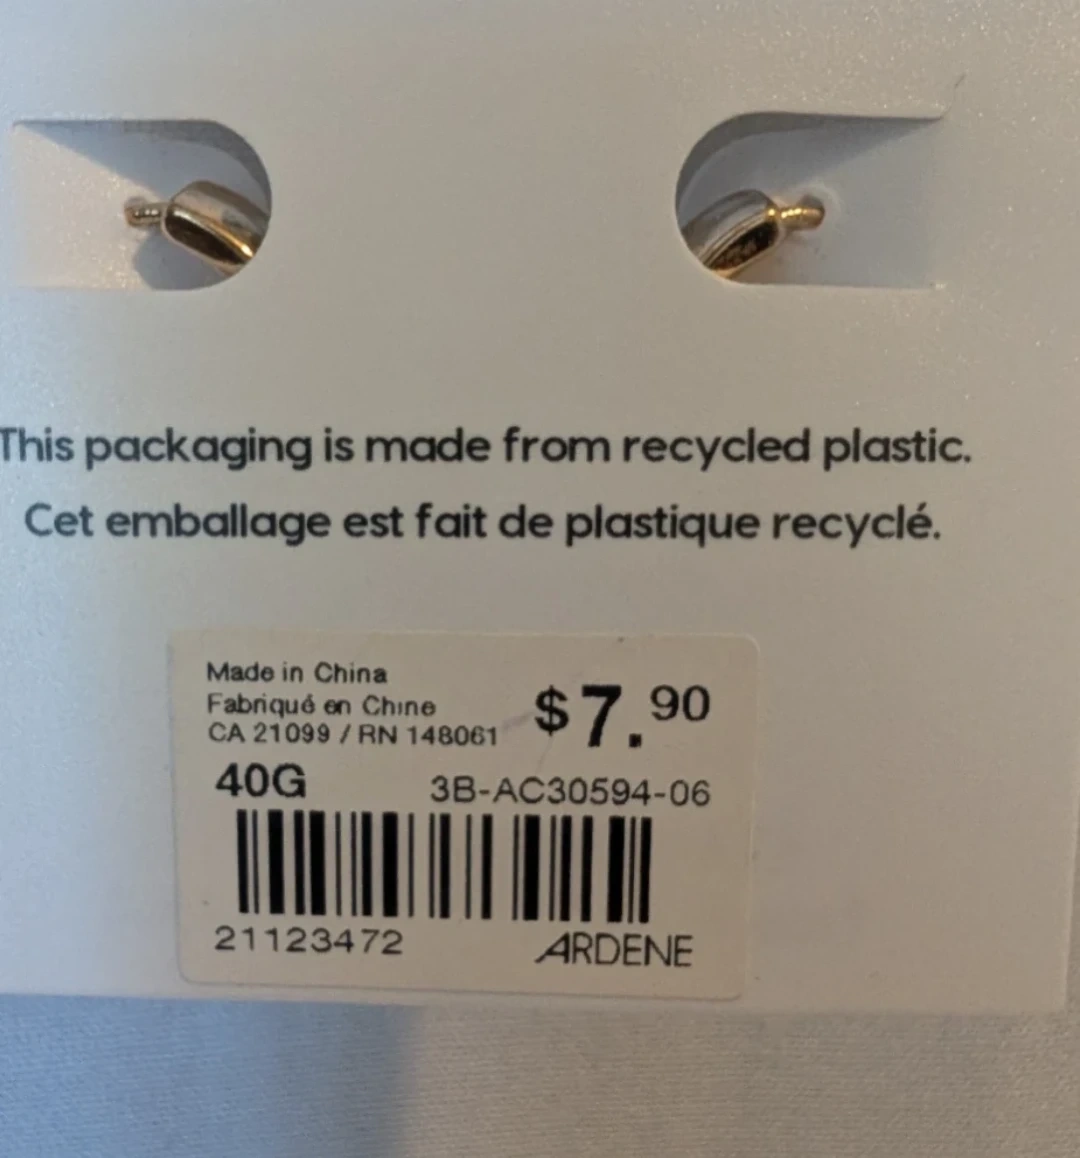 This packaging is made from recycled plastic.
Cet emballage est fait de plastique recyclé.
Made in China
Fabriqué en Chine
CA 21099 / RN 148061
$7.90
40G
3B-AC30594-06
21123472
ARDENE